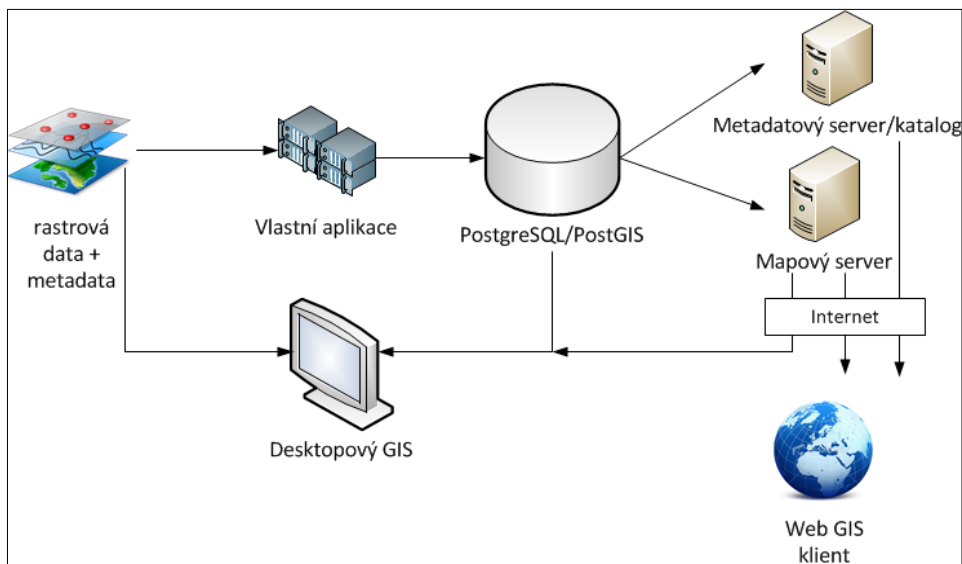 Metadatový server/katalog
rastrová
data +
metadata
Vlastní aplikace
PostgreSQL/PostGIS
Mapový server
Internet
Desktopový GIS
Web GIS
klient